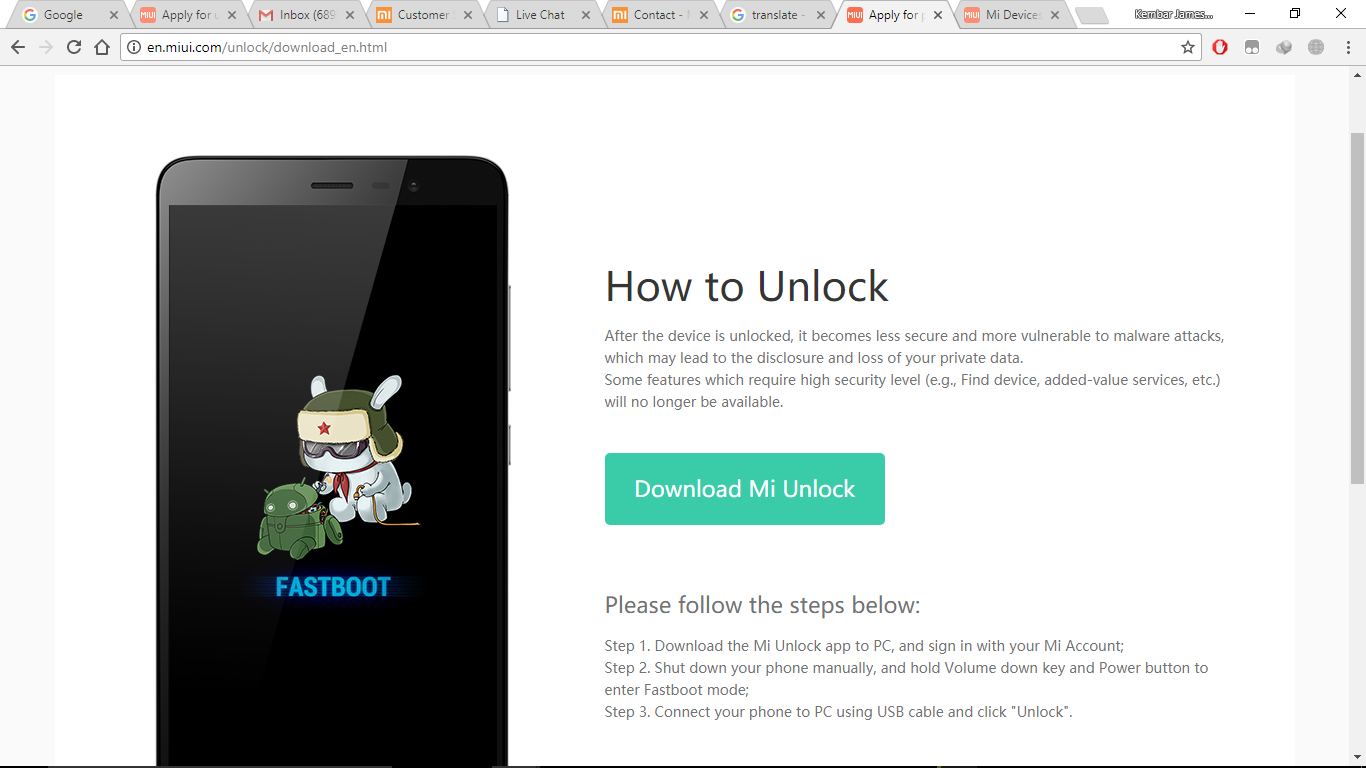 Google
Apply for u
Inbox (689
Customer S
Live Chat
Contact - M
translate -
Apply for p
Mi Devices
Kembar James...
en.miui.com/unlock/download_en.html
How to Unlock
After the device is unlocked, it becomes less secure and more vulnerable to malware attacks,
which may lead to the disclosure and loss of your private data.
Some features which require high security level (e.g., Find device, added-value services, etc.)
will no longer be available.
Download Mi Unlock
FASTBOOT
Please follow the steps below:
Step 1. Download the Mi Unlock app to PC, and sign in with your Mi Account;
Step 2. Shut down your phone manually, and hold Volume down key and Power button to
enter Fastboot mode;
Step 3. Connect your phone to PC using USB cable and click "Unlock".